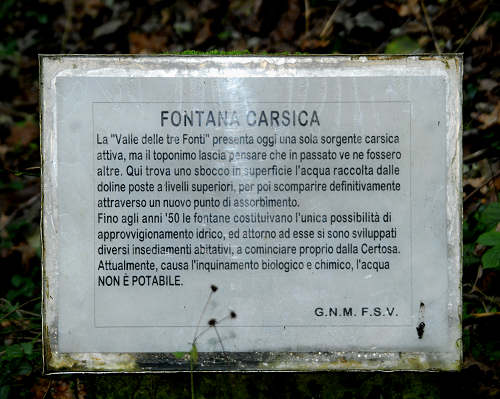 FONTANA CARSICA
La "Valle delle tre Fonti" presenta oggi una sola sorgente carsica
attiva, ma il toponimo lascia pensare che in passato ve ne fossero
altre. Qui trova uno sbocco in superficie l'acqua raccolta dalle
doline poste a livelli superiori, per poi scomparire definitivamente
attraverso un nuovo punto di assorbimento.
Fino agli anni '50 le fontane costituivano l'unica possibilità di
approvvigionamento idrico, ed attorno ad esse si sono sviluppati
diversi insediamenti abitativi, a cominciare proprio dalla Certosa.
Attualmente, causa l'inquinamento biologico e chimico, l'acqua
NON È POTABILE.
G.N.M. F.S.V.